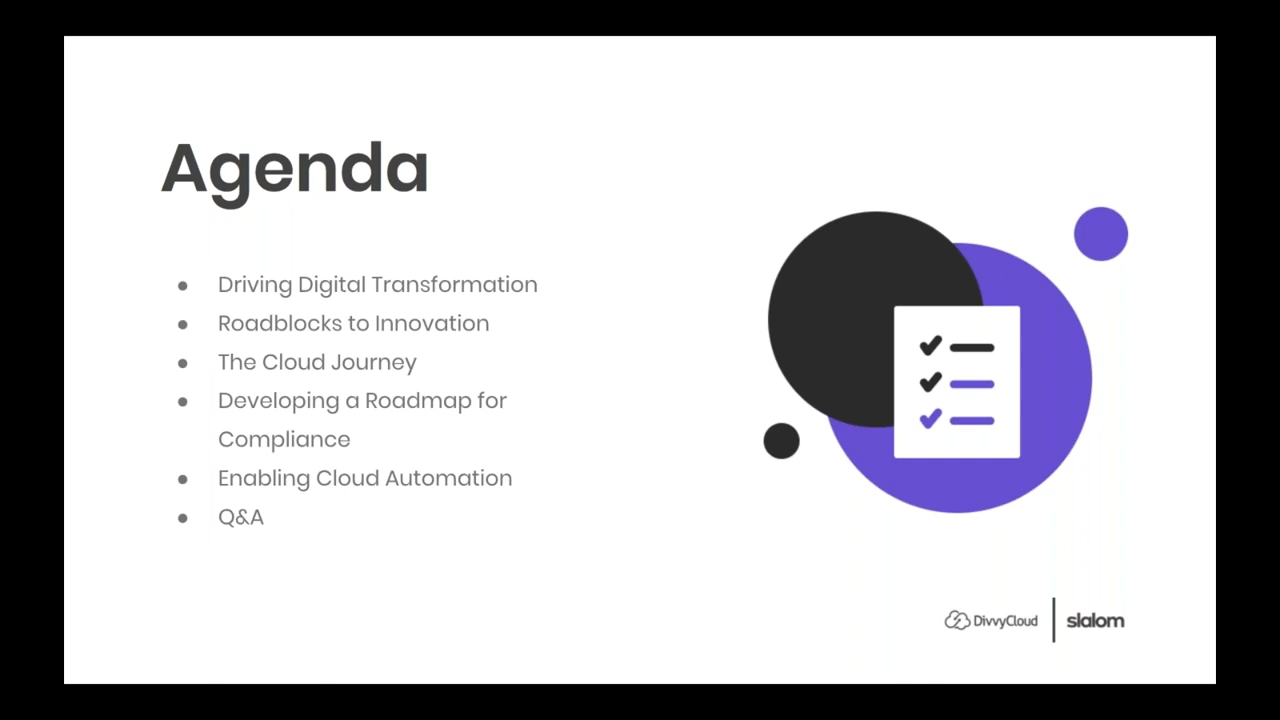 Agenda
● Driving Digital Transformation
● Roadblocks to Innovation
● The Cloud Journey
● Developing a Roadmap for
Compliance
● Enabling Cloud Automation
● Q&A
DivvyCloud | slalom